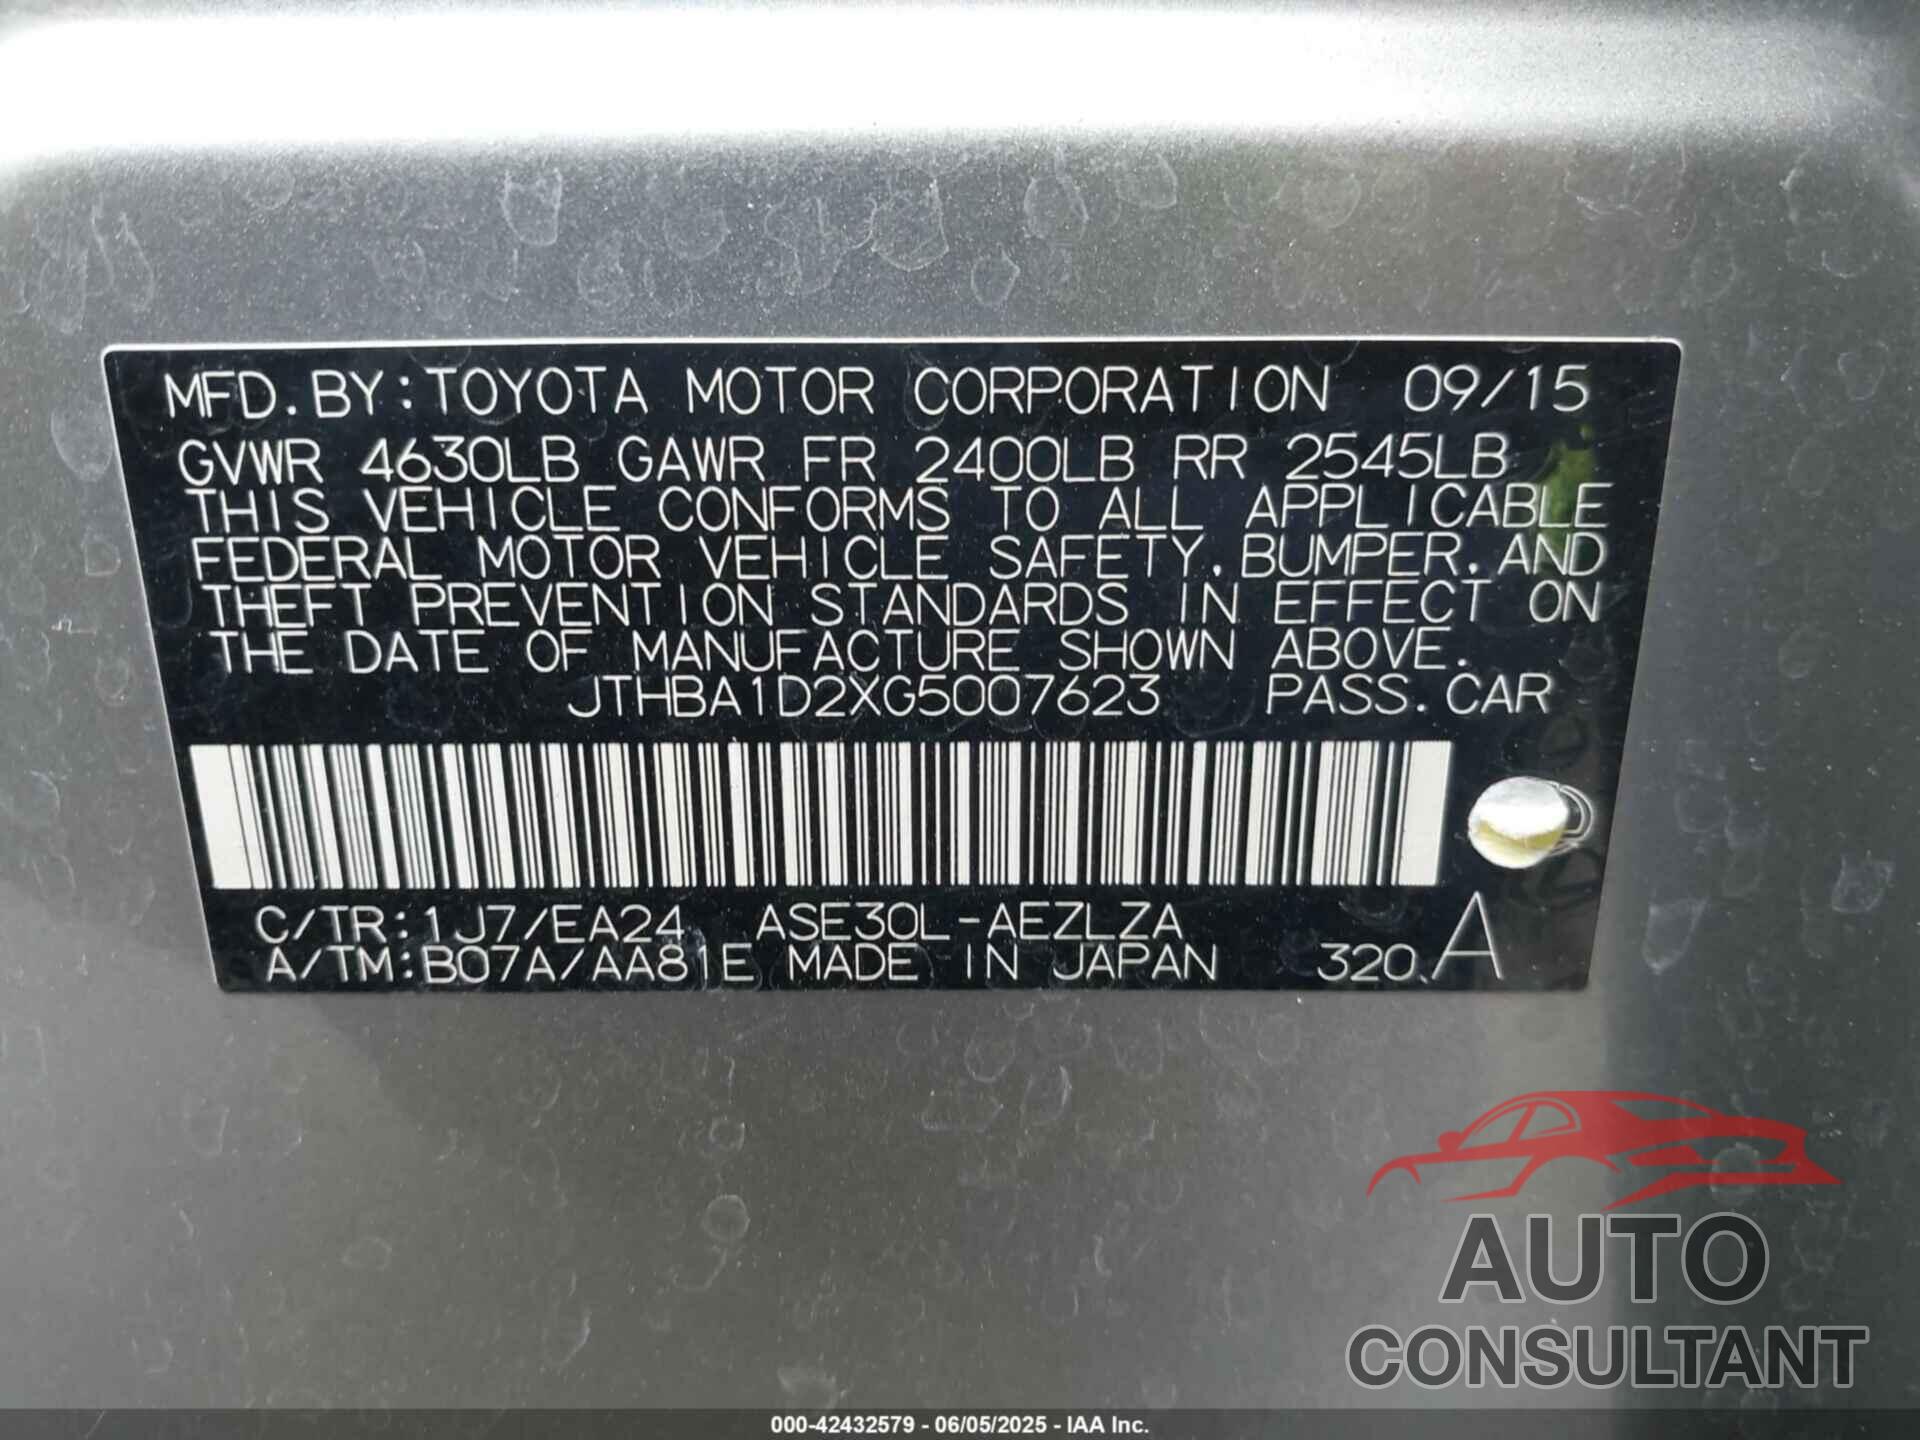 MFD. BY: TOYOTA MOTOR CORPORATION 09/15
GVWR 4630LB GAWR FR 2400LB RR 2545LB
THIS VEHICLE CONFORMS TO ALL APPLICABLE
FEDERAL MOTOR VEHICLE SAFETY, BUMPER, AND
THEFT PREVENTION STANDARDS IN EFFECT ON
THE DATE OF MANUFACTURE SHOWN ABOVE.
JTHBA1D2XG5007623 PASS. CAR
C/TR: 1J7/EA24 ASE30L-AEZLZA
A/TM: B07A/AA81E MADE IN JAPAN 320 A
AUTO
CONSULTANT
000-42432579 - 06/05/2025 - IAA Inc.